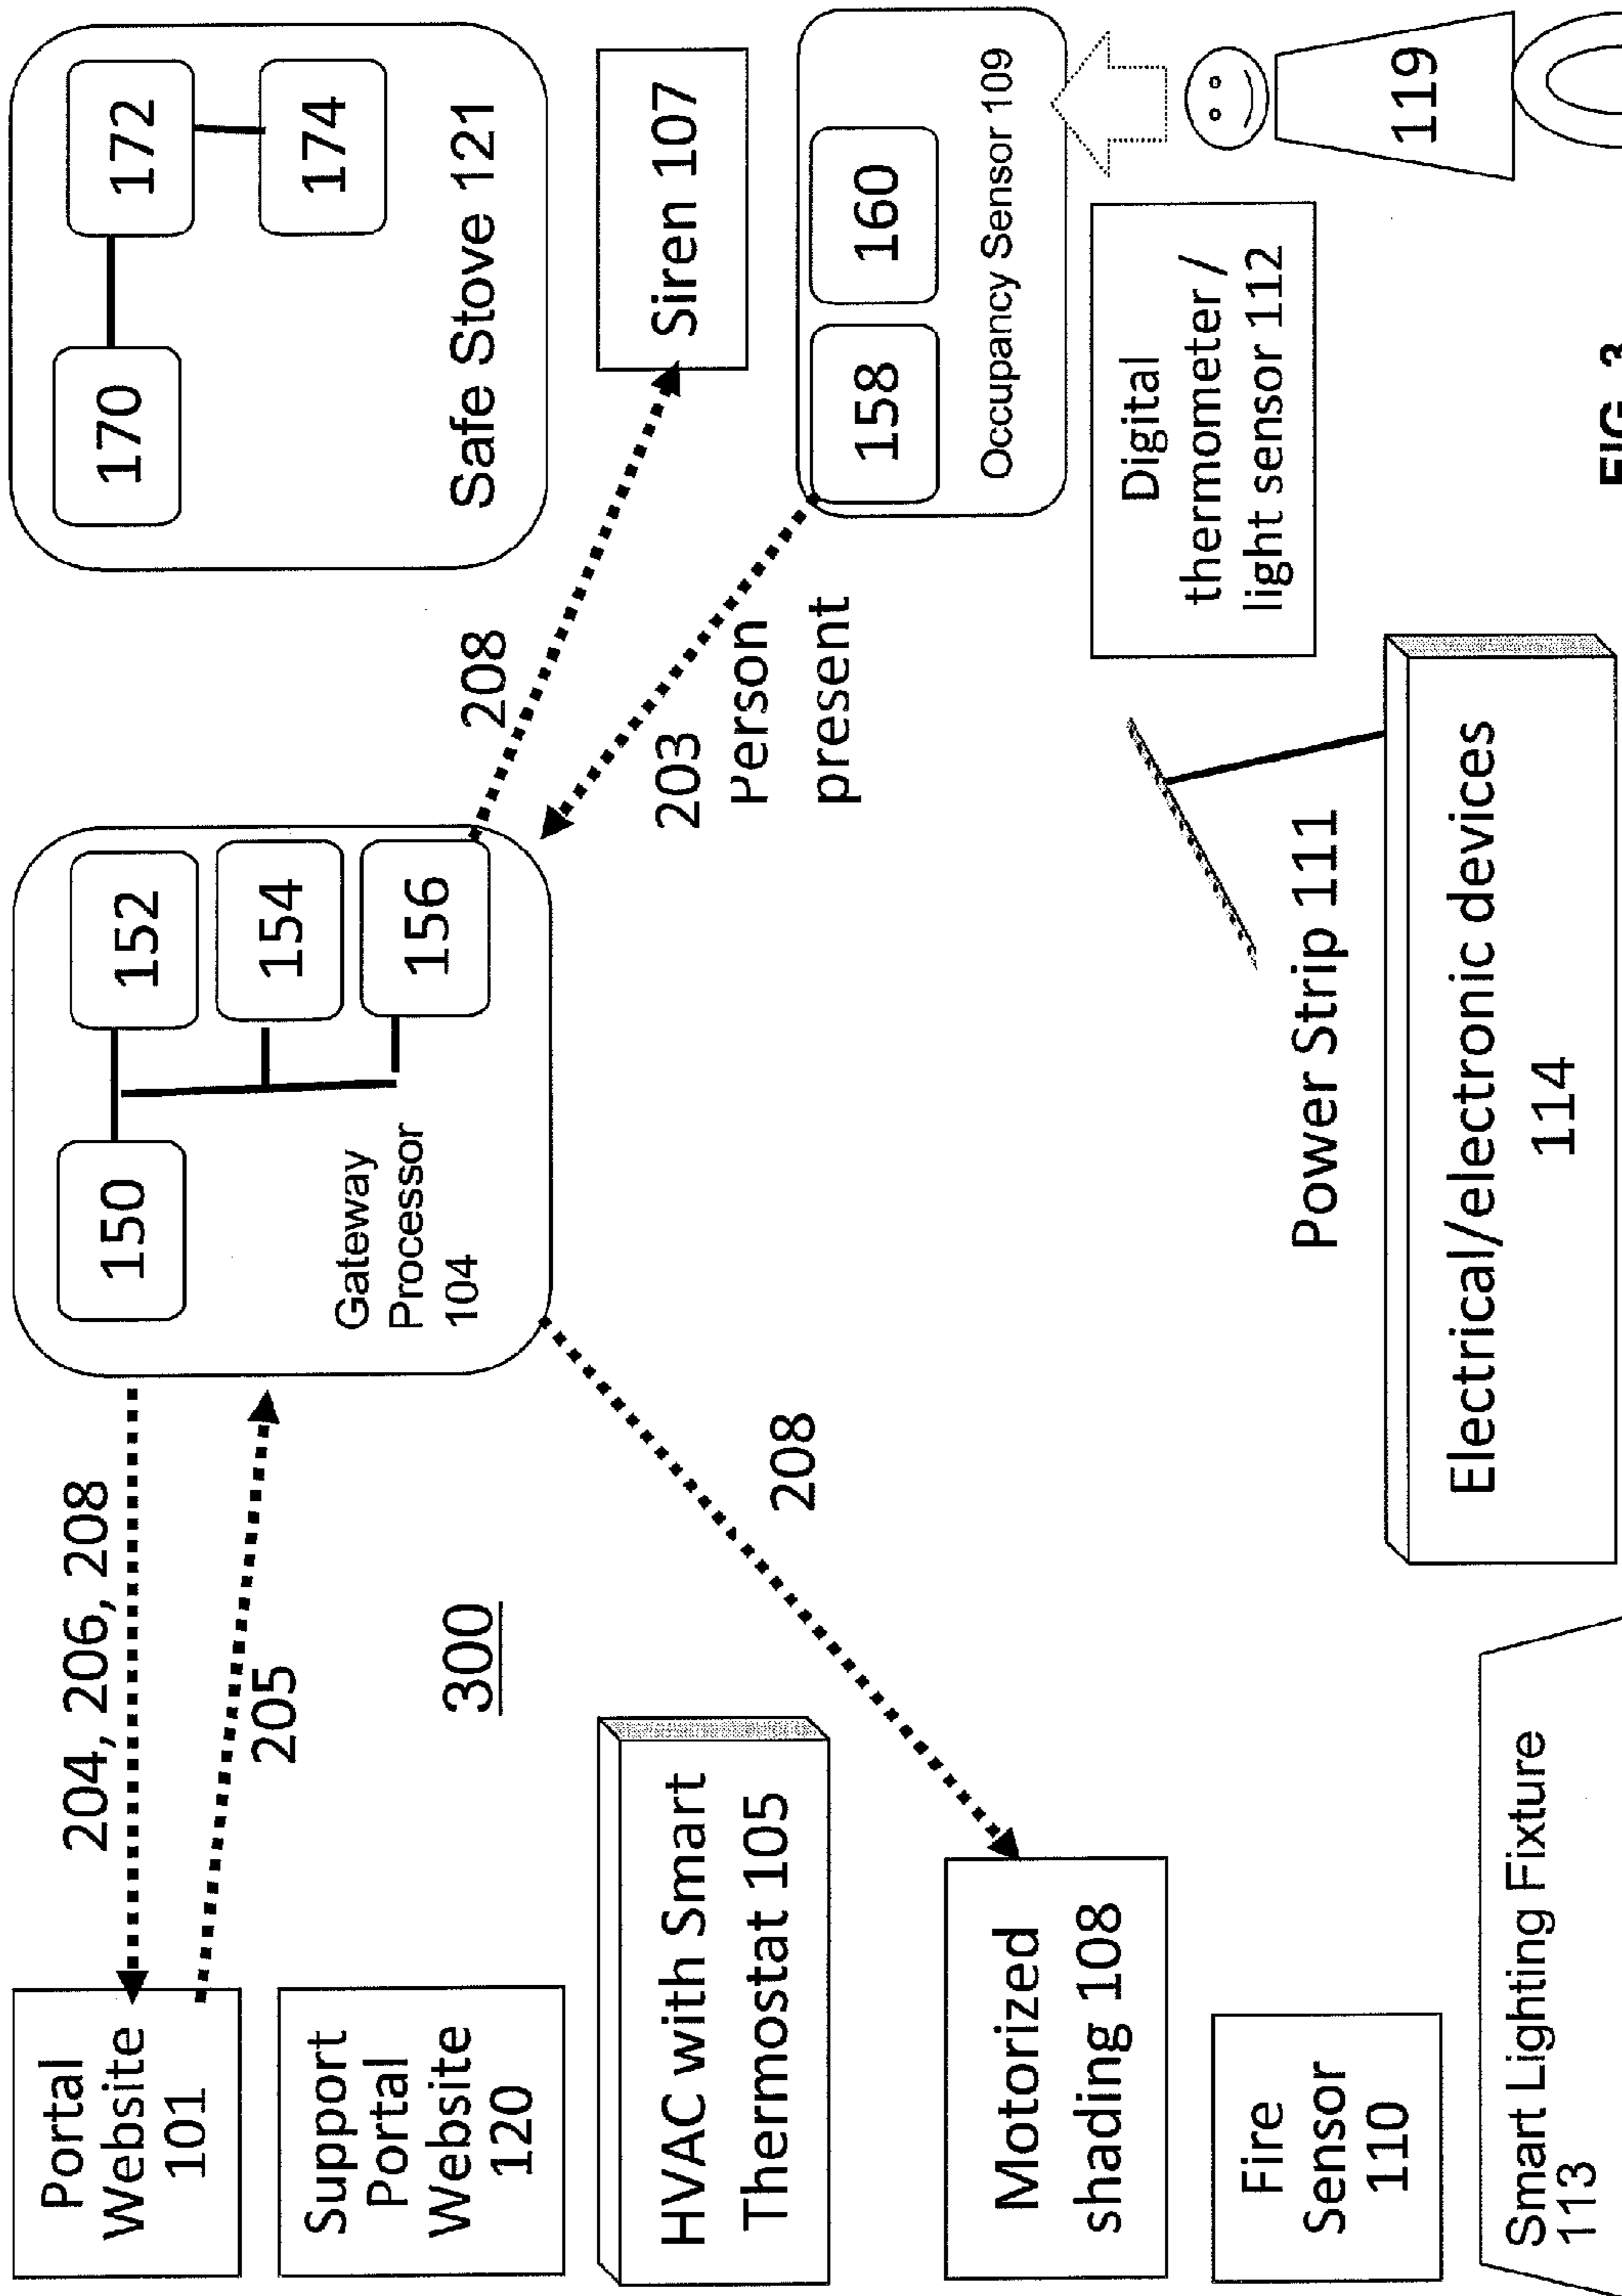 Portal
Website
101
204, 206, 208
205
150
152
154
156
Gateway
Processor
104
170
172
174
Safe Stove 121
Support
Portal
Website
120
300
208
Siren 107
HVAC with Smart
Thermostat 105
203
Person
present
158
160
Occupancy Sensor 109
208
Motorized
shading 108
Digital
thermometer /
light sensor 112
Fire
Sensor
110
Power Strip 111
119
Electrical/electronic devices
114
Smart Lighting Fixture
113
FIG. 3